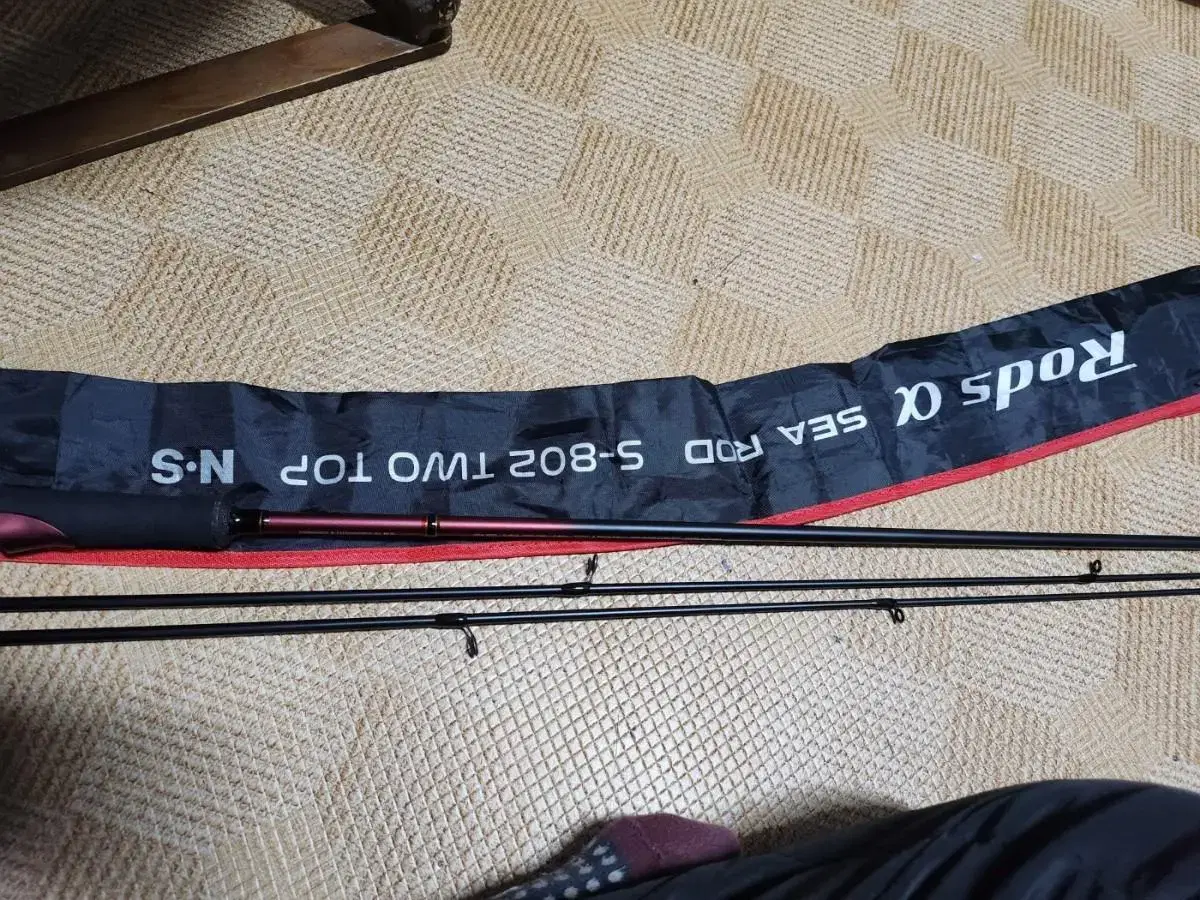 Rods α SEA ROD S-802 TWO TOP N·S